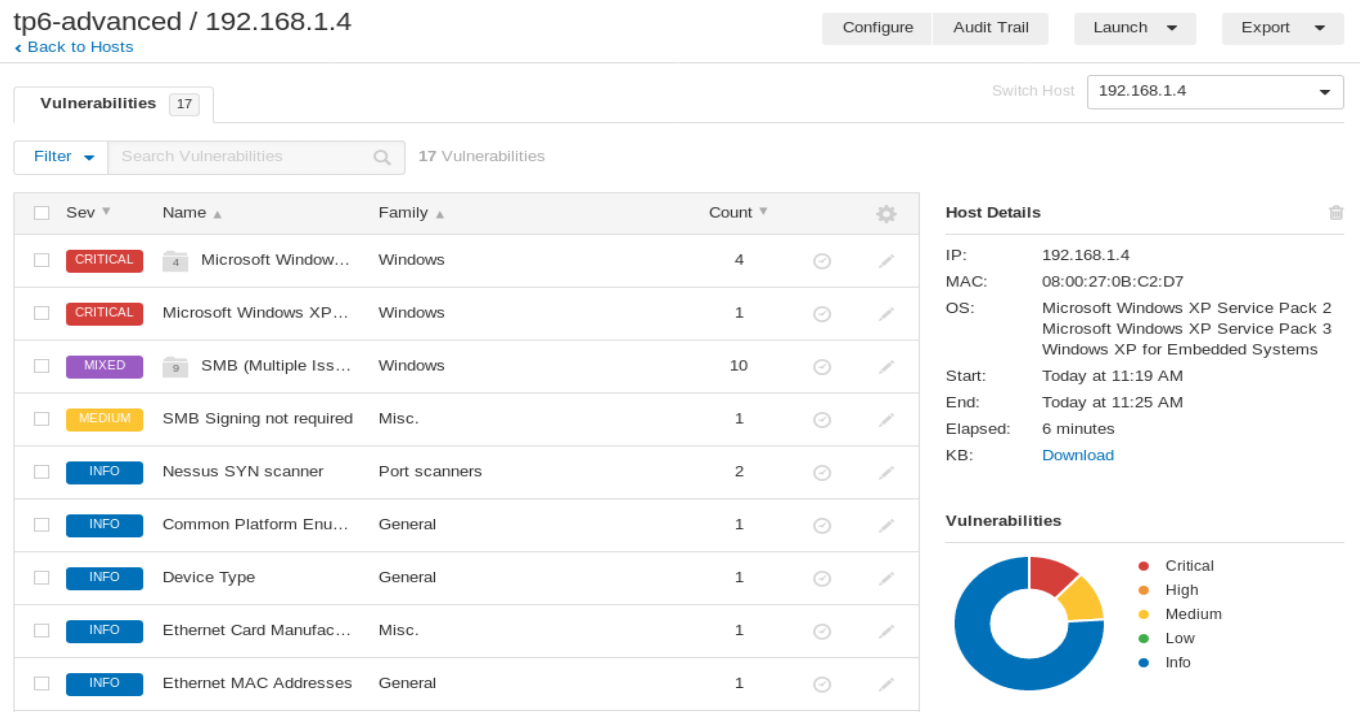 tp6-advanced / 192.168.1.4
Back to Hosts
Configure Audit Trail Launch Export
Vulnerabilities 17
Switch Host 192.168.1.4
Filter Search Vulnerabilities 17 Vulnerabilities
Sev Name Family Count
CRITICAL 4 Microsoft Window... Windows 4
CRITICAL Microsoft Windows XP... Windows 1
MIXED 9 SMB (Multiple Iss... Windows 10
MEDIUM SMB Signing not required Misc. 1
INFO Nessus SYN scanner Port scanners 2
INFO Common Platform Enu... General 1
INFO Device Type General 1
INFO Ethernet Card Manufac... Misc. 1
INFO Ethernet MAC Addresses General 1
Host Details
IP: 192.168.1.4
MAC: 08:00:27:0B:C2:D7
OS: Microsoft Windows XP Service Pack 2
Microsoft Windows XP Service Pack 3
Windows XP for Embedded Systems
Start: Today at 11:19 AM
End: Today at 11:25 AM
Elapsed: 6 minutes
KB: Download
Vulnerabilities
Critical
High
Medium
Low
Info